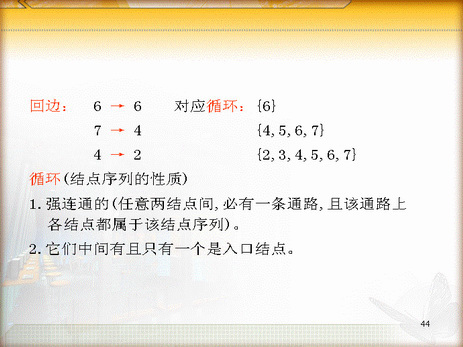 回边： 6 → 6 对应循环：{6}
7 → 4 {4,5,6,7}
4 → 2 {2,3,4,5,6,7}
循环(结点序列的性质)
1.强连通的(任意两结点间,必有一条通路,且该通路上
各结点都属于该结点序列)。
2.它们中间有且只有一个是入口结点。
44